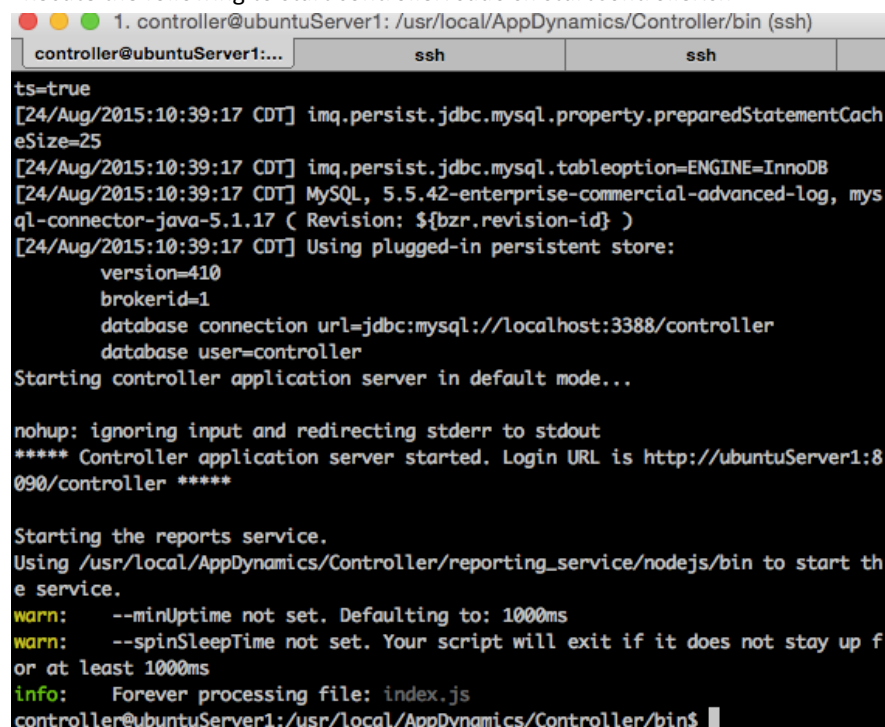 1. controller@ubuntuServer1: /usr/local/AppDynamics/Controller/bin (ssh)
controller@ubuntuServer1:... ssh ssh
ts=true
[24/Aug/2015:10:39:17 CDT] imq.persist.jdbc.mysql.property.preparedStatementCach
eSize=25
[24/Aug/2015:10:39:17 CDT] imq.persist.jdbc.mysql.tableoption=ENGINE=InnoDB
[24/Aug/2015:10:39:17 CDT] MySQL, 5.5.42-enterprise-commercial-advanced-log, mys
ql-connector-java-5.1.17 ( Revision: ${bzr.revision-id} )
[24/Aug/2015:10:39:17 CDT] Using plugged-in persistent store:
version=410
brokerid=1
database connection url=jdbc:mysql://localhost:3388/controller
database user=controller
Starting controller application server in default mode...
nohup: ignoring input and redirecting stderr to stdout
***** Controller application server started. Login URL is http://ubuntuServer1:8
090/controller *****
Starting the reports service.
Using /usr/local/AppDynamics/Controller/reporting_service/nodejs/bin to start th
e service.
warn: --minUptime not set. Defaulting to: 1000ms
warn: --spinSleepTime not set. Your script will exit if it does not stay up f
or at least 1000ms
info: Forever processing file: index.js
controller@ubuntuServer1:/usr/local/AppDynamics/Controller/bin$